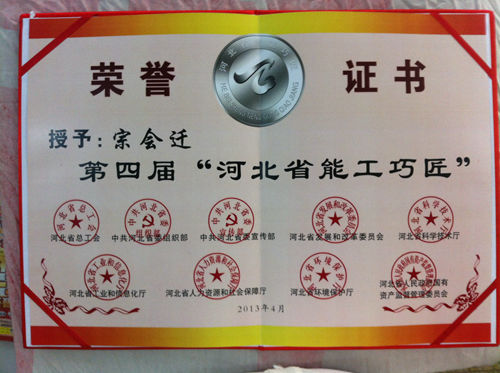 荣誉 证书
授予：宗会迁
第四届“河北省能工巧匠”
河北省总工会 中共河北省委组织部 中共河北省委宣传部 河北省发展和改革委员会 河北省科学技术厅
河北省工业和信息化厅 河北省人力资源和社会保障厅 河北省环境保护厅 河北省人民政府国有
资产监督管理委员会
2013年4月